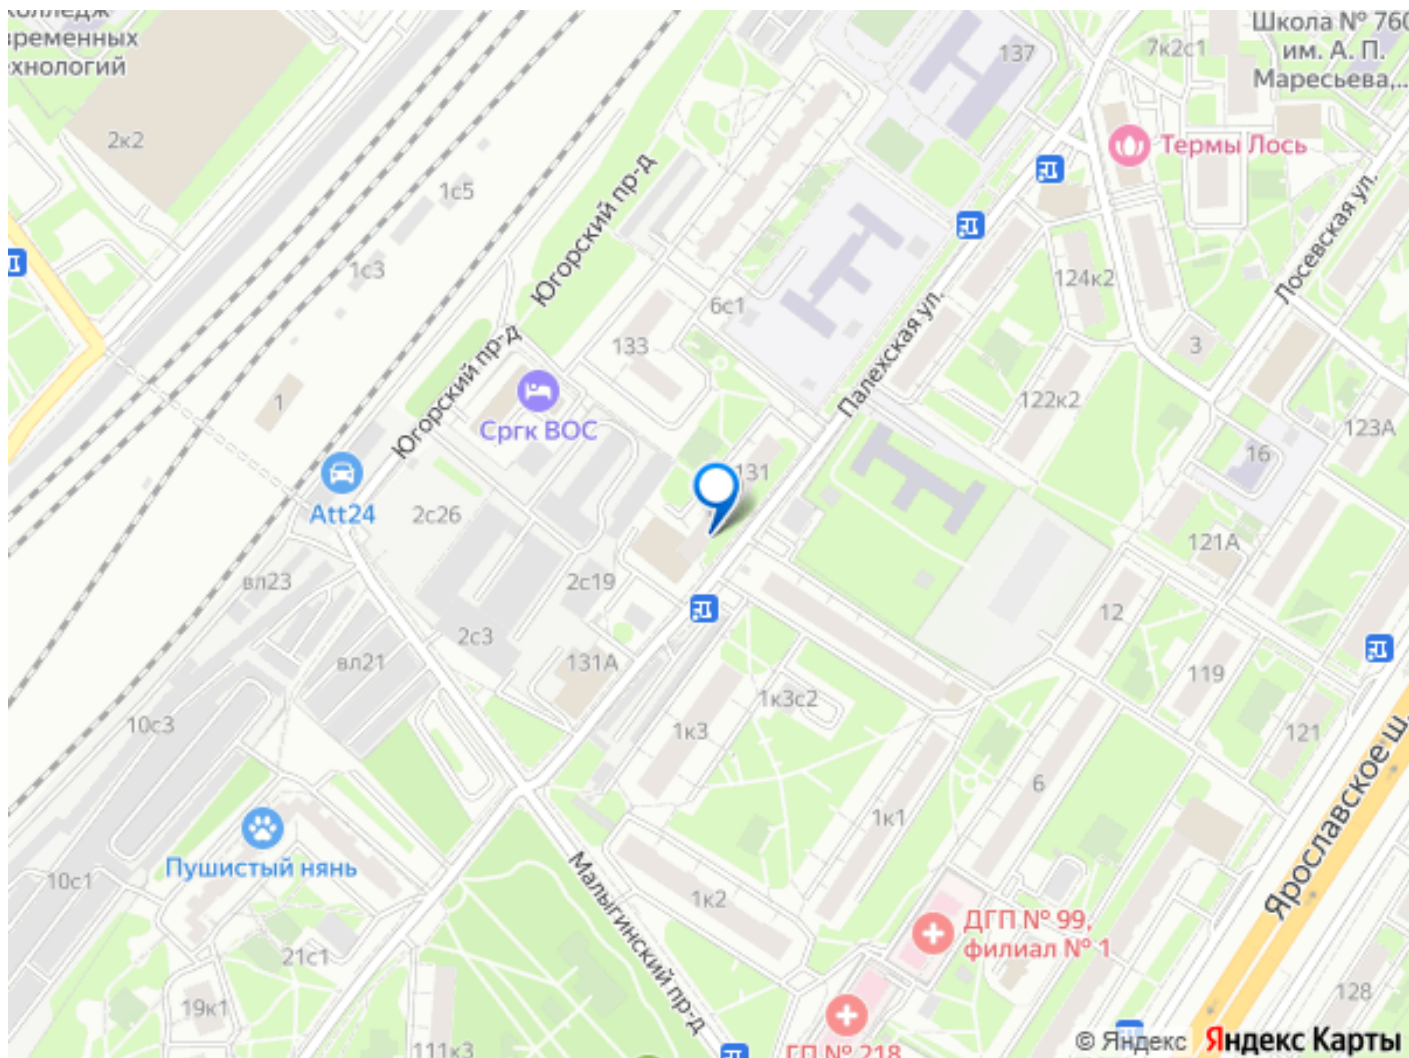 временных
ехнологий
2к2
137
7к2с1
Школа № 760
им. А. П.
Маресьева,...
Термы Лось
1с5
Югорский пр-д
Лосевская ул.
1с3
124к2
6с1
Палехская ул.
133
3
Югорский пр-д
1
122к2
Сргк ВОС
123А
16
131
Att24
2с26
121А
вл23
2с19
12
2с3
вл21
131А
119
1к3с2
10с3
1к3
121
6
Ярославское ш.
1к1
Пушистый нянь
10с1
Малыгинский пр-д
1к2
ДГП № 99,
филиал № 1
21с1
19к1
128
111к3
ГП № 218
© Яндекс Яндекс Карты